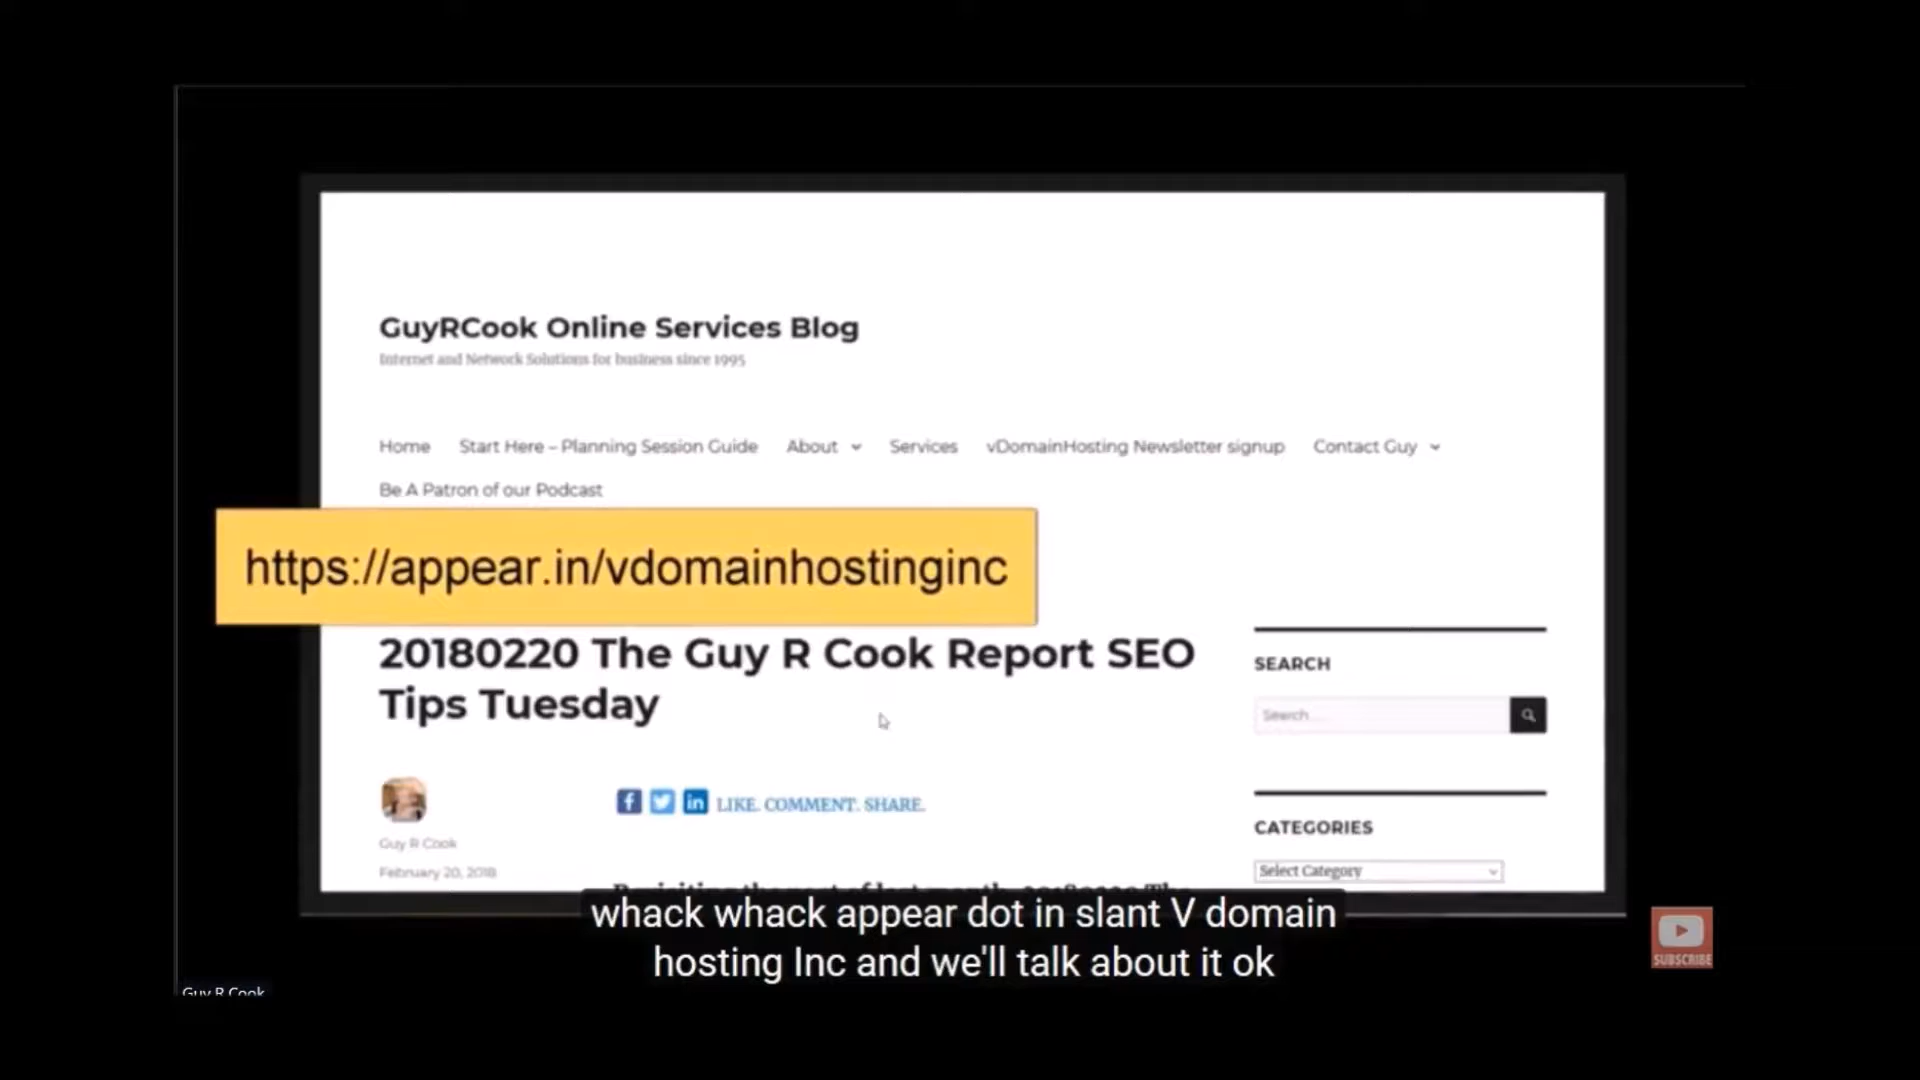 GuyRCook Online Services Blog
Internet and Network Solutions for business since 1995
Home Start Here – Planning Session Guide About Services vDomainHosting Newsletter signup Contact Guy
Be A Patron of our Podcast
https://appear.in/vdomainhostinginc
20180220 The Guy R Cook Report SEO
Tips Tuesday
SEARCH
Search …
LIKE. COMMENT. SHARE.
Guy R Cook
February 20, 2018
CATEGORIES
Select Category
whack whack appear dot in slant V domain
hosting Inc and we'll talk about it ok
SUBSCRIBE
Guy R Cook